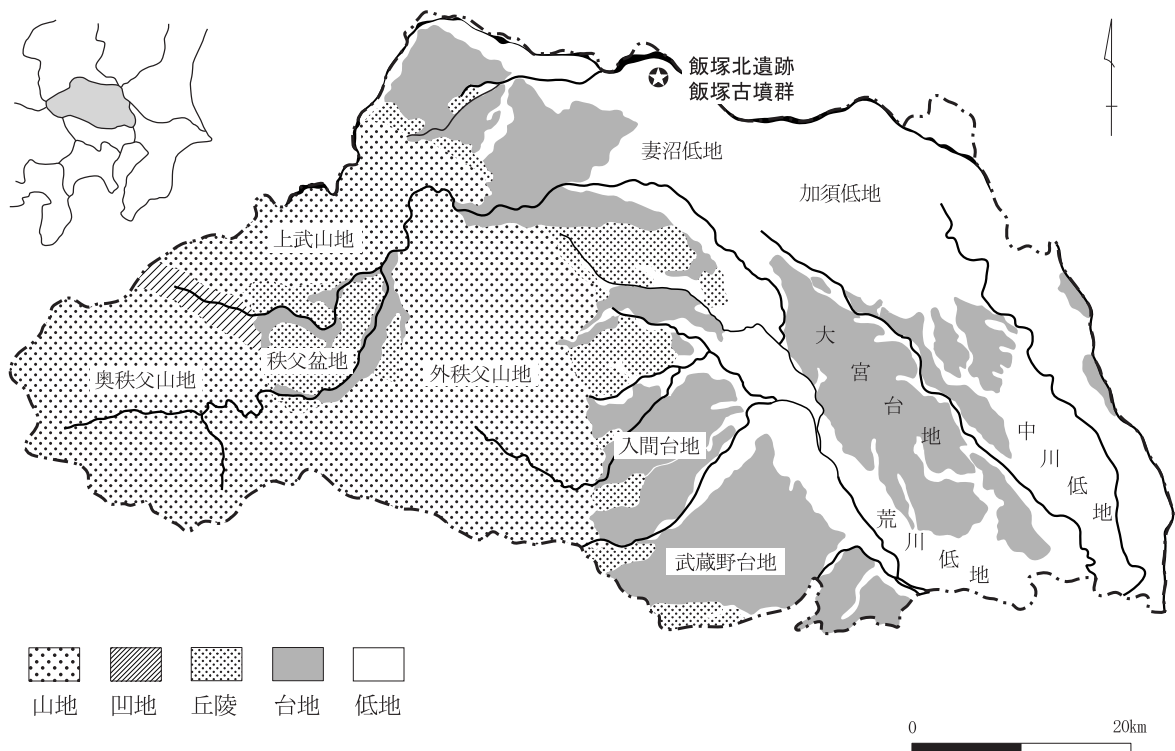 飯塚北遺跡
飯塚古墳群
妻沼低地
加須低地
上武山地
秩父盆地
奥秩父山地
外秩父山地
大宮台地
入間台地
中川低地
荒川低地
武蔵野台地
山地
凹地
丘陵
台地
低地
0
20km